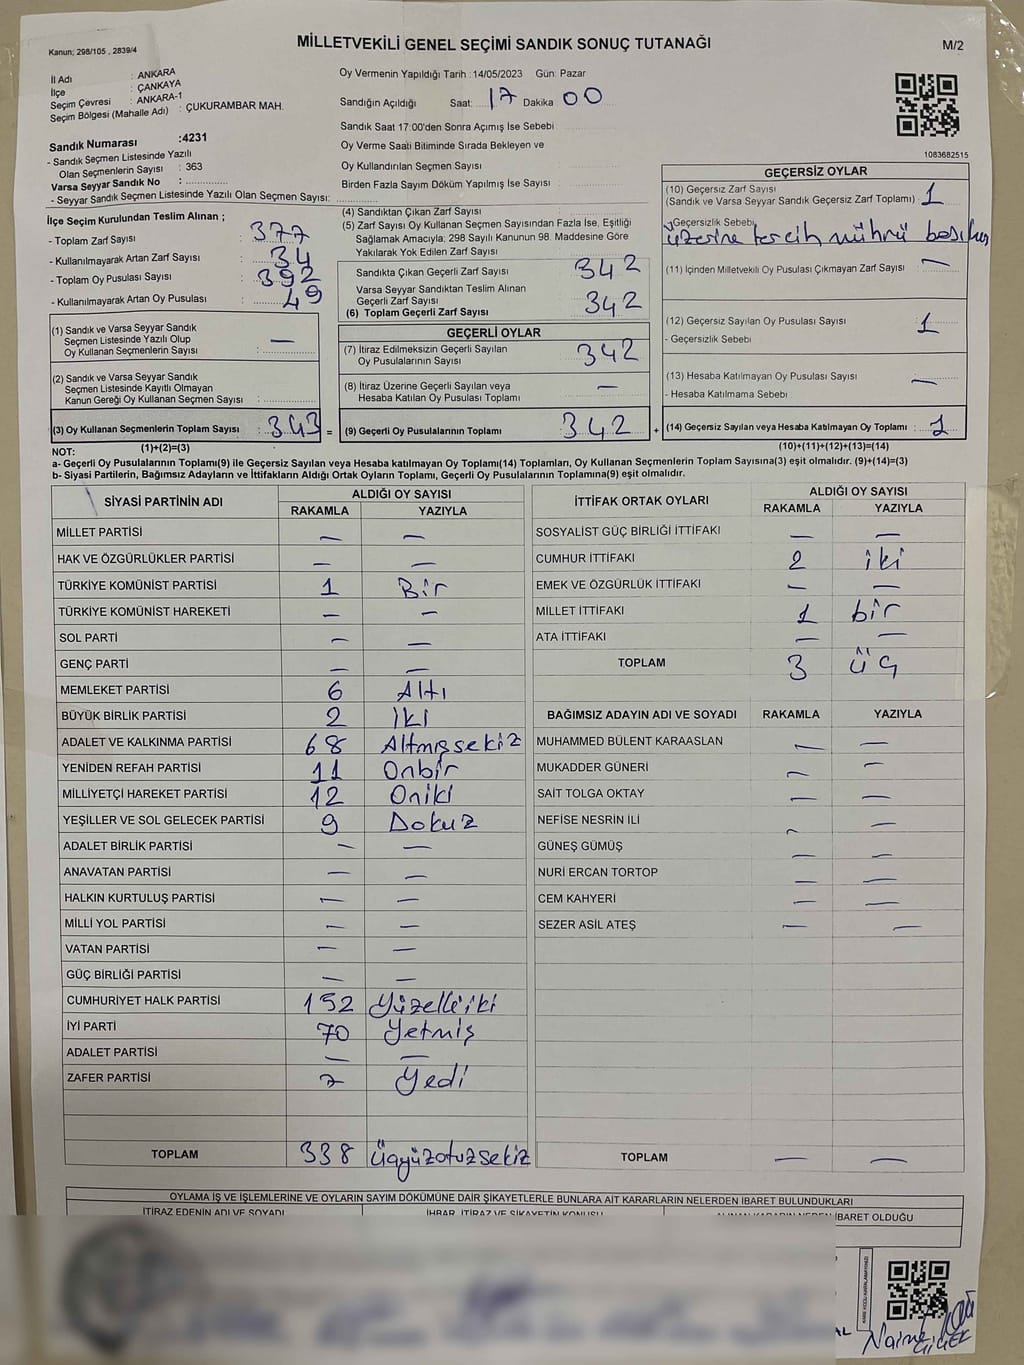 Kanun; 298/105 , 2839/4
MİLLETVEKİLİ GENEL SEÇİMİ SANDIK SONUÇ TUTANAĞI
M/2
İl Adı : ANKARA
İlçe : ÇANKAYA
Seçim Çevresi : ANKARA-1
Seçim Bölgesi (Mahalle Adı) : ÇUKURAMBAR MAH.
Sandık Numarası :4231
- Sandık Seçmen Listesinde Yazılı
Olan Seçmenlerin Sayısı : 363
Varsa Seyyar Sandık No :
- Seyyar Sandık Seçmen Listesinde Yazılı Olan Seçmen Sayısı:
Oy Vermenin Yapıldığı Tarih : 14/05/2023 Gün: Pazar
Sandığın Açıldığı Saat: 17 Dakika 00
Sandık Saat 17:00'den Sonra Açımış İse Sebebi
Oy Verme Saati Bitiminde Sırada Bekleyen ve
Oy Kullandırılan Seçmen Sayısı
Birden Fazla Sayım Döküm Yapılmış İse Sayısı
1083682515
İlçe Seçim Kurulundan Teslim Alınan ;
- Toplam Zarf Sayısı : 377
- Kullanılmayarak Artan Zarf Sayısı : 34
- Toplam Oy Pusulası Sayısı : 392
- Kullanılmayarak Artan Oy Pusulası : 49
(1) Sandık ve Varsa Seyyar Sandık
Seçmen Listesinde Yazılı Olup
Oy Kullanan Seçmenlerin Sayısı : —
(2) Sandık ve Varsa Seyyar Sandık
Seçmen Listesinde Kayıtlı Olmayan
Kanun Gereği Oy Kullanan Seçmen Sayısı :
(3) Oy Kullanan Seçmenlerin Toplam Sayısı : 343 =
(1)+(2)=(3)
(4) Sandıktan Çıkan Zarf Sayısı
(5) Zarf Sayısı Oy Kullanan Seçmen Sayısından Fazla İse, Eşitliği
Sağlamak Amacıyla; 298 Sayılı Kanunun 98. Maddesine Göre
Yakılarak Yok Edilen Zarf Sayısı
Sandıkta Çıkan Geçerli Zarf Sayısı 342
Varsa Seyyar Sandıktan Teslim Alınan
Geçerli Zarf Sayısı
(6) Toplam Geçerli Zarf Sayısı 342
GEÇERLİ OYLAR
(7) İtiraz Edilmeksizin Geçerli Sayılan
Oy Pusulalarının Sayısı 342
(8) İtiraz Üzerine Geçerli Sayılan veya
Hesaba Katılan Oy Pusulası Toplamı —
(9) Geçerli Oy Pusulalarının Toplamı 342 +
GEÇERSİZ OYLAR
(10) Geçersiz Zarf Sayısı
(Sandık ve Varsa Seyyar Sandık Geçersiz Zarf Toplamı) 1
Geçersizlik Sebebi
üzerine tercih mührü
(11) İçinden Milletvekili Oy Pusulası Çıkmayan Zarf Sayısı —
(12) Geçersiz Sayılan Oy Pusulası Sayısı 1
- Geçersizlik Sebebi
(13) Hesaba Katılmayan Oy Pusulası Sayısı —
- Hesaba Katılmama Sebebi
(14) Geçersiz Sayılan veya Hesaba Katılmayan Oy Toplamı 1
(10)+(11)+(12)+(13)=(14)
NOT:
a- Geçerli Oy Pusulalarının Toplamı(9) ile Geçersiz Sayılan veya Hesaba katılmayan Oy Toplamı(14) Toplamları, Oy Kullanan Seçmenlerin Toplam Sayısına(3) eşit olmalıdır. (9)+(14)=(3)
b- Siyasi Partilerin, Bağımsız Adayların ve İttifakların Aldığı Ortak Oyların Toplamı, Geçerli Oy Pusulalarının Toplamına(9) eşit olmalıdır.
SİYASİ PARTİNİN ADI ALDIĞI OY SAYISI
RAKAMLA YAZIYLA
MİLLET PARTİSİ — —
HAK VE ÖZGÜRLÜKLER PARTİSİ — —
TÜRKİYE KOMÜNİST PARTİSİ 1 Bir
TÜRKİYE KOMÜNİST HAREKETİ — —
SOL PARTİ — —
GENÇ PARTİ — —
MEMLEKET PARTİSİ 6 Altı
BÜYÜK BİRLİK PARTİSİ 2 İki
ADALET VE KALKINMA PARTİSİ 68 Altmışsekiz
YENİDEN REFAH PARTİSİ 11 Onbir
MİLLİYETÇİ HAREKET PARTİSİ 12 Oniki
YEŞİLLER VE SOL GELECEK PARTİSİ 9 Dokuz
ADALET BİRLİK PARTİSİ — —
ANAVATAN PARTİSİ — —
HALKIN KURTULUŞ PARTİSİ — —
MİLLİ YOL PARTİSİ — —
VATAN PARTİSİ — —
GÜÇ BİRLİĞİ PARTİSİ — —
CUMHURİYET HALK PARTİSİ 152 Yüzelliiki
İYİ PARTİ 70 Yetmiş
ADALET PARTİSİ — —
ZAFER PARTİSİ 7 Yedi
TOPLAM 338 Üçyüzotuzsekiz
İTTİFAK ORTAK OYLARI ALDIĞI OY SAYISI
RAKAMLA YAZIYLA
SOSYALİST GÜÇ BİRLİĞİ İTTİFAKI — —
CUMHUR İTTİFAKI 2 iki
EMEK VE ÖZGÜRLÜK İTTİFAKI — —
MİLLET İTTİFAKI 1 bir
ATA İTTİFAKI — —
TOPLAM 3 üç
BAĞIMSIZ ADAYIN ADI VE SOYADI RAKAMLA YAZIYLA
MUHAMMED BÜLENT KARAASLAN — —
MUKADDER GÜNERİ — —
SAİT TOLGA OKTAY — —
NEFİSE NESRİN İLİ — —
GÜNEŞ GÜMÜŞ — —
NURİ ERCAN TORTOP — —
CEM KAHYERİ — —
SEZER ASİL ATEŞ — —
TOPLAM — —
OYLAMA İŞ VE İŞLEMLERİNE VE OYLARIN SAYIM DÖKÜMÜNE DAİR ŞİKAYETLERLE BUNLARA AİT KARARLARIN NELERDEN İBARET BULUNDUKLARI
İTİRAZ EDENİN ADI VE SOYADI İHBAR, İTİRAZ VE ŞİKAYETİN KONUSU ALINAN KARARIN NEDEN İBARET OLDUĞU